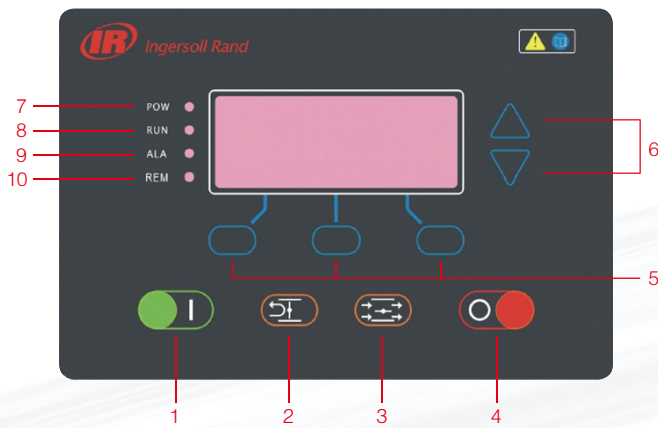 IR Ingersoll Rand
7 POW
8 RUN
9 ALA
10 REM
6
5
I
O
1 2 3 4